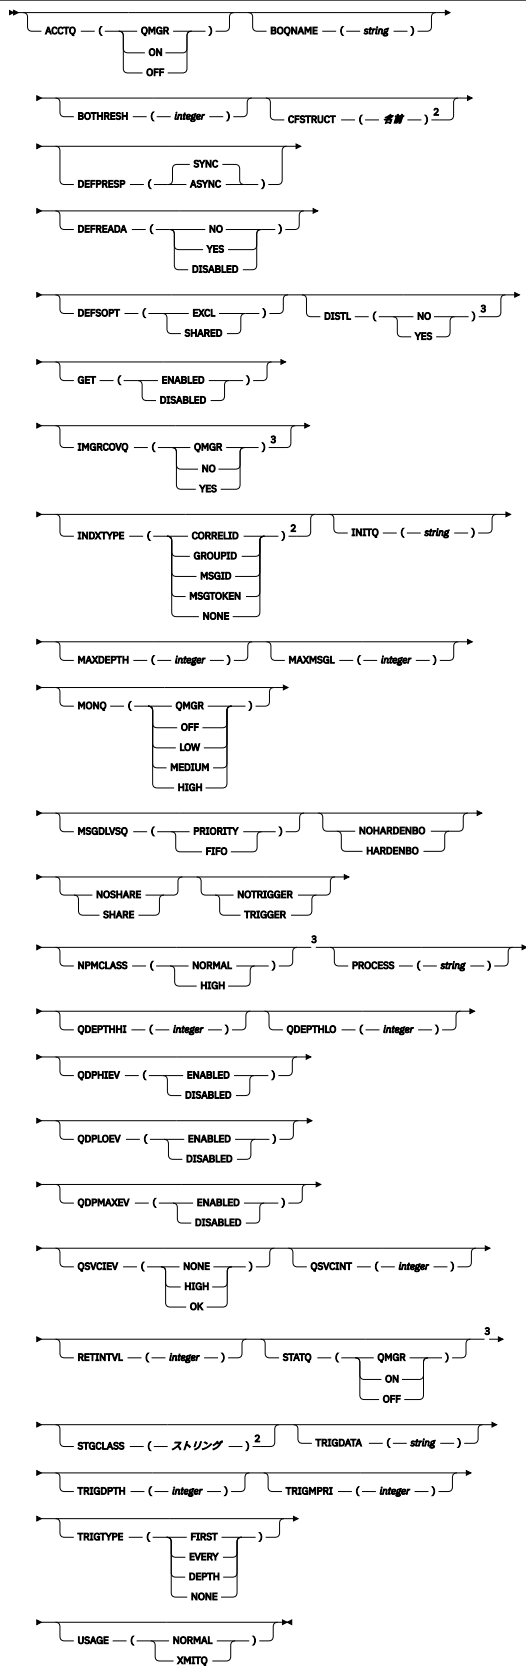 ACCTQ ( QMGR ) BOQNAME ( string )
ON
OFF
BOTHRESH ( integer ) CFSTRUCT ( 名前 ) 2
SYNC
DEFPRESP ( ASYNC )
DEFREADA ( NO )
YES
DISABLED
DEFSOPT ( EXCL ) DISTL ( NO ) 3
SHARED YES
GET ( ENABLED )
DISABLED
IMGRCOVQ ( QMGR ) 3
NO
YES
INDXTYPE ( CORRELID ) 2 INITQ ( string )
GROUPID
MSGID
MSGTOKEN
NONE
MAXDEPTH ( integer ) MAXMSGL ( integer )
MONQ ( QMGR )
OFF
LOW
MEDIUM
HIGH
MSGDLVSQ ( PRIORITY ) NOHARDENBO
FIFO HARDENBO
NOSHARE NOTRIGGER
SHARE TRIGGER
NPMCLASS ( NORMAL ) 3 PROCESS ( string )
HIGH
QDEPTHHI ( integer ) QDEPTHLO ( integer )
QDPHIEV ( ENABLED )
DISABLED
QDPLOEV ( ENABLED )
DISABLED
QDPMAXEV ( ENABLED )
DISABLED
QSVCIEV ( NONE ) QSVCINT ( integer )
HIGH
OK
RETINTVL ( integer ) STATQ ( QMGR ) 3
ON
OFF
STGCLASS ( ストリング ) 2 TRIGDATA ( string )
TRIGDPTH ( integer ) TRIGMPRI ( integer )
TRIGTYPE ( FIRST )
EVERY
DEPTH
NONE
USAGE ( NORMAL )
XMITQ